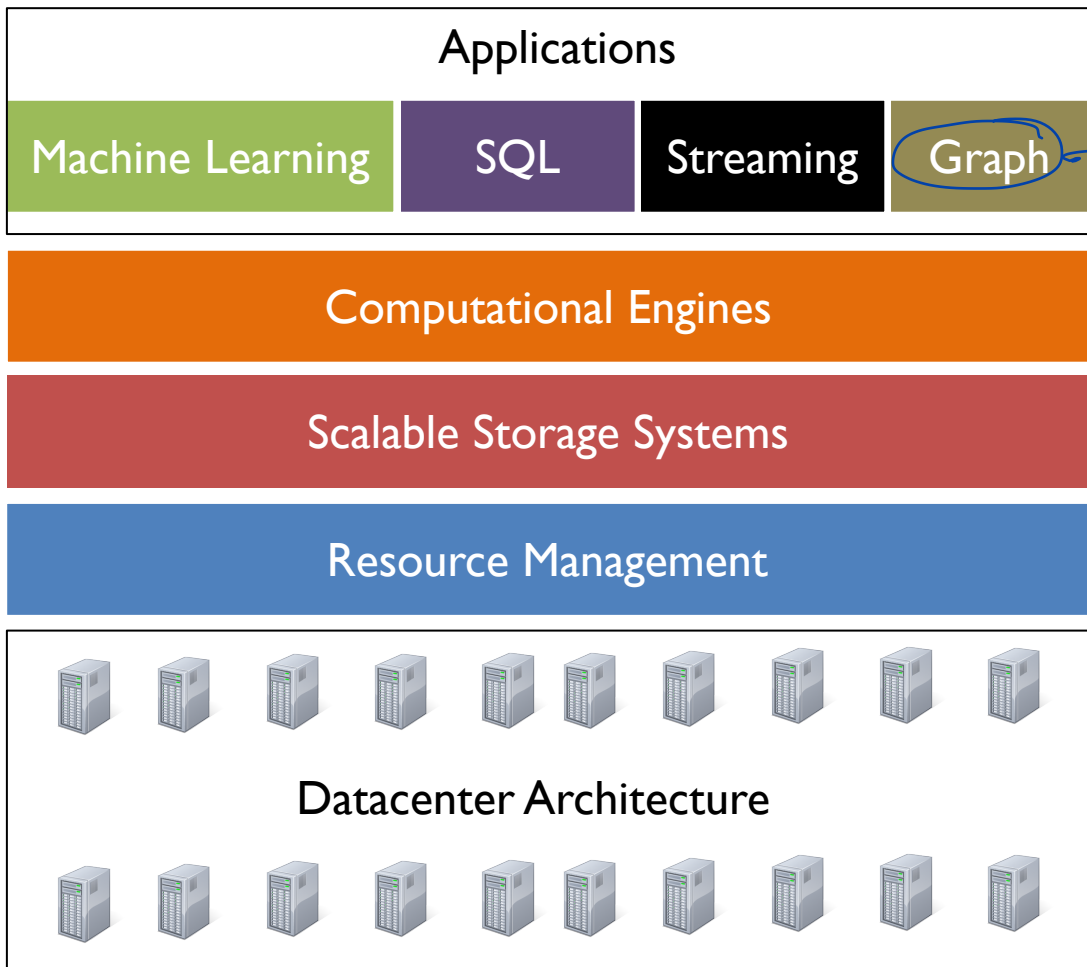 Applications
Machine Learning SQL Streaming Graph
Computational Engines
Scalable Storage Systems
Resource Management
Datacenter Architecture